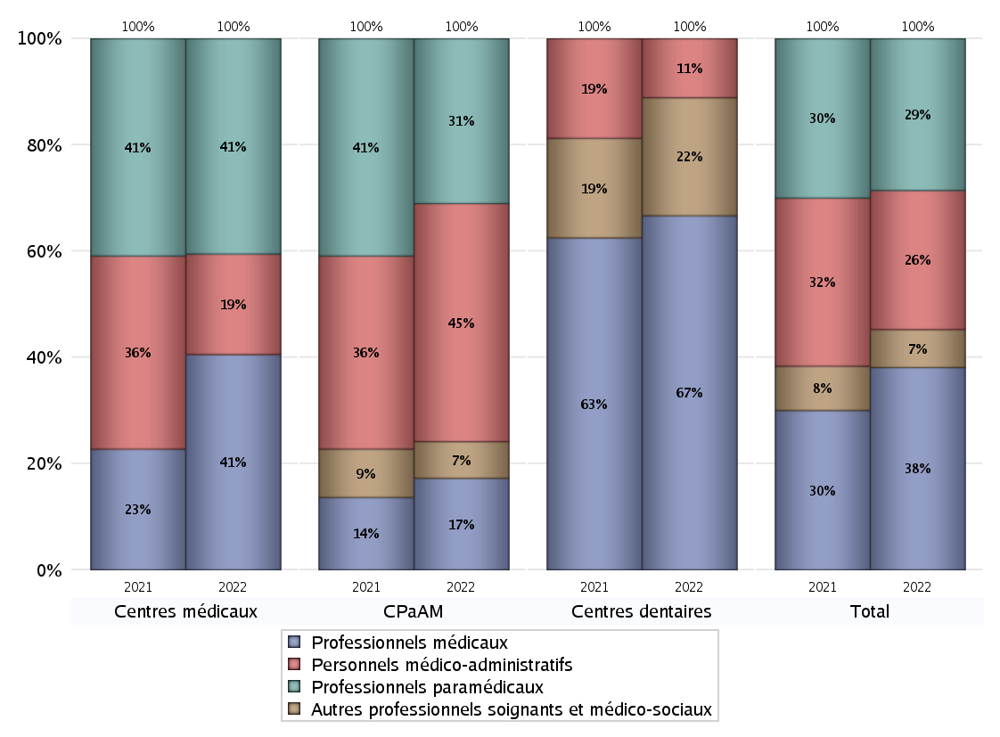 100% 100% 100% 100% 100% 100% 100% 100%
100%
80%
60%
40%
20%
0%
41% 36% 23%
41% 19% 41%
41% 36% 9% 14%
31% 45% 7% 17%
19% 19% 63%
11% 22% 67%
30% 32% 8% 30%
29% 26% 7% 38%
2021 2022 2021 2022 2021 2022 2021 2022
Centres médicaux CPaAM Centres dentaires Total
Professionnels médicaux
Personnels médico-administratifs
Professionnels paramédicaux
Autres professionnels soignants et médico-sociaux